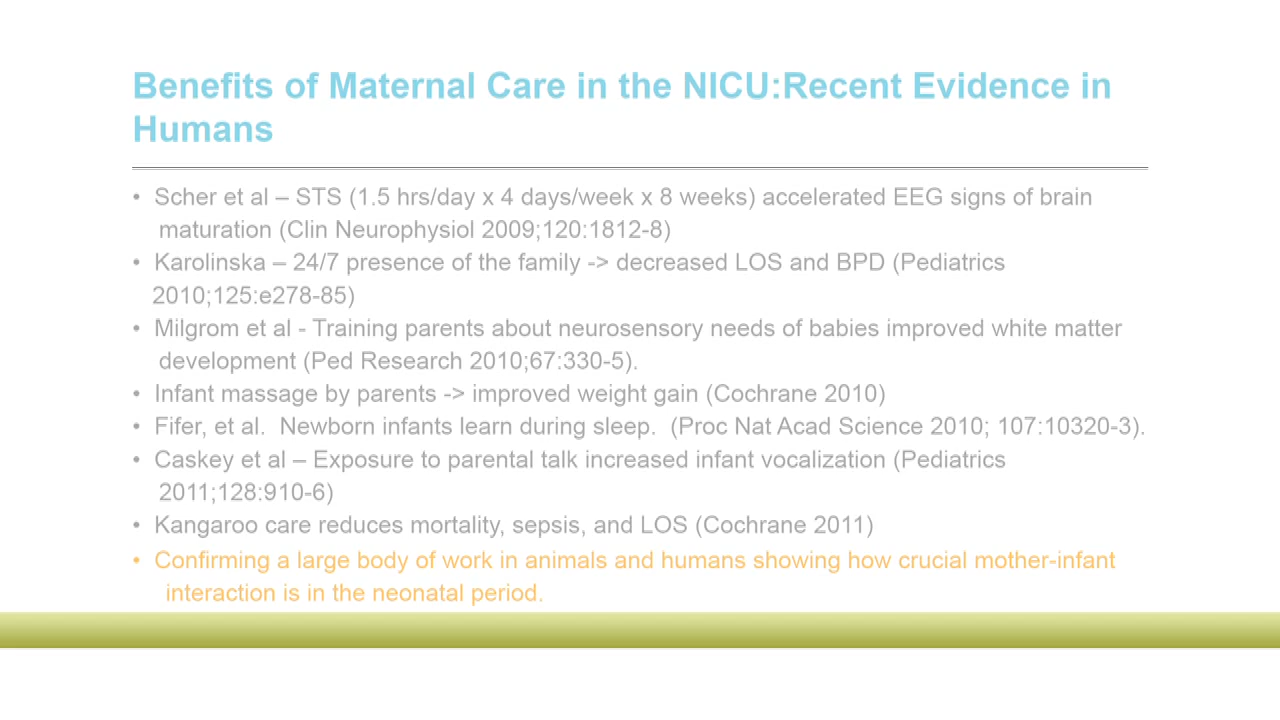 Benefits of Maternal Care in the NICU:Recent Evidence in
Humans
• Scher et al – STS (1.5 hrs/day x 4 days/week x 8 weeks) accelerated EEG signs of brain
maturation (Clin Neurophysiol 2009;120:1812-8)
• Karolinska – 24/7 presence of the family -> decreased LOS and BPD (Pediatrics
2010;125:e278-85)
• Milgrom et al - Training parents about neurosensory needs of babies improved white matter
development (Ped Research 2010;67:330-5).
• Infant massage by parents -> improved weight gain (Cochrane 2010)
• Fifer, et al.  Newborn infants learn during sleep.  (Proc Nat Acad Science 2010; 107:10320-3).
• Caskey et al – Exposure to parental talk increased infant vocalization (Pediatrics
2011;128:910-6)
• Kangaroo care reduces mortality, sepsis, and LOS (Cochrane 2011)
• Confirming a large body of work in animals and humans showing how crucial mother-infant
interaction is in the neonatal period.